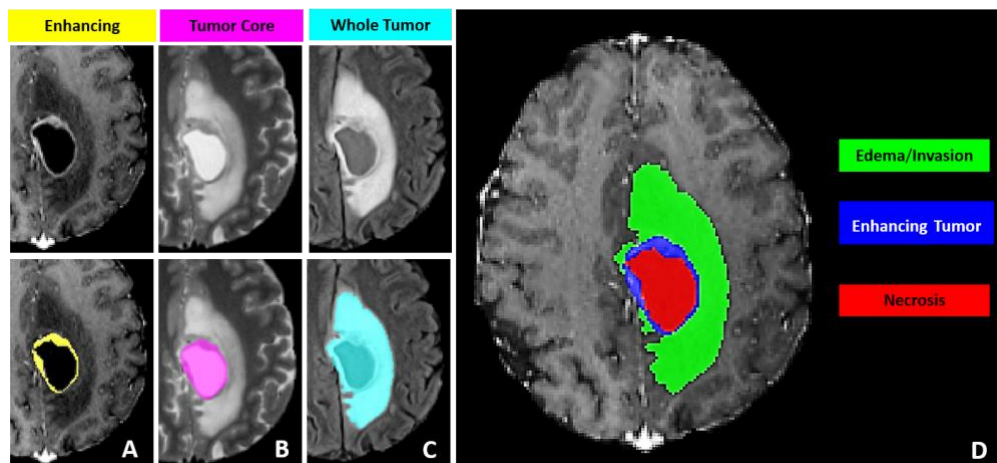 Enhancing
Tumor Core
Whole Tumor
Edema/Invasion
Enhancing Tumor
Necrosis
A
B
C
D